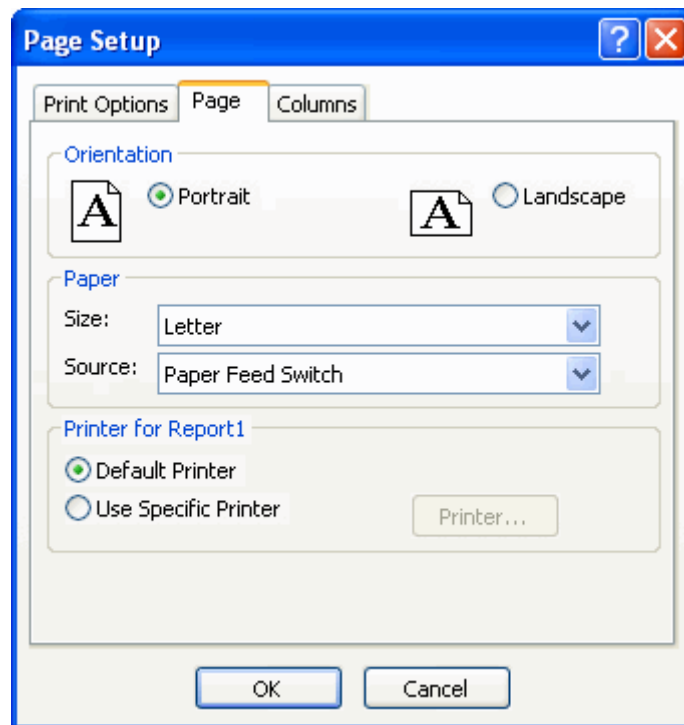 Page Setup
Print Options Page Columns
Orientation
A Portrait A Landscape
Paper
Size: Letter
Source: Paper Feed Switch
Printer for Report1
Default Printer
Use Specific Printer Printer...
OK Cancel